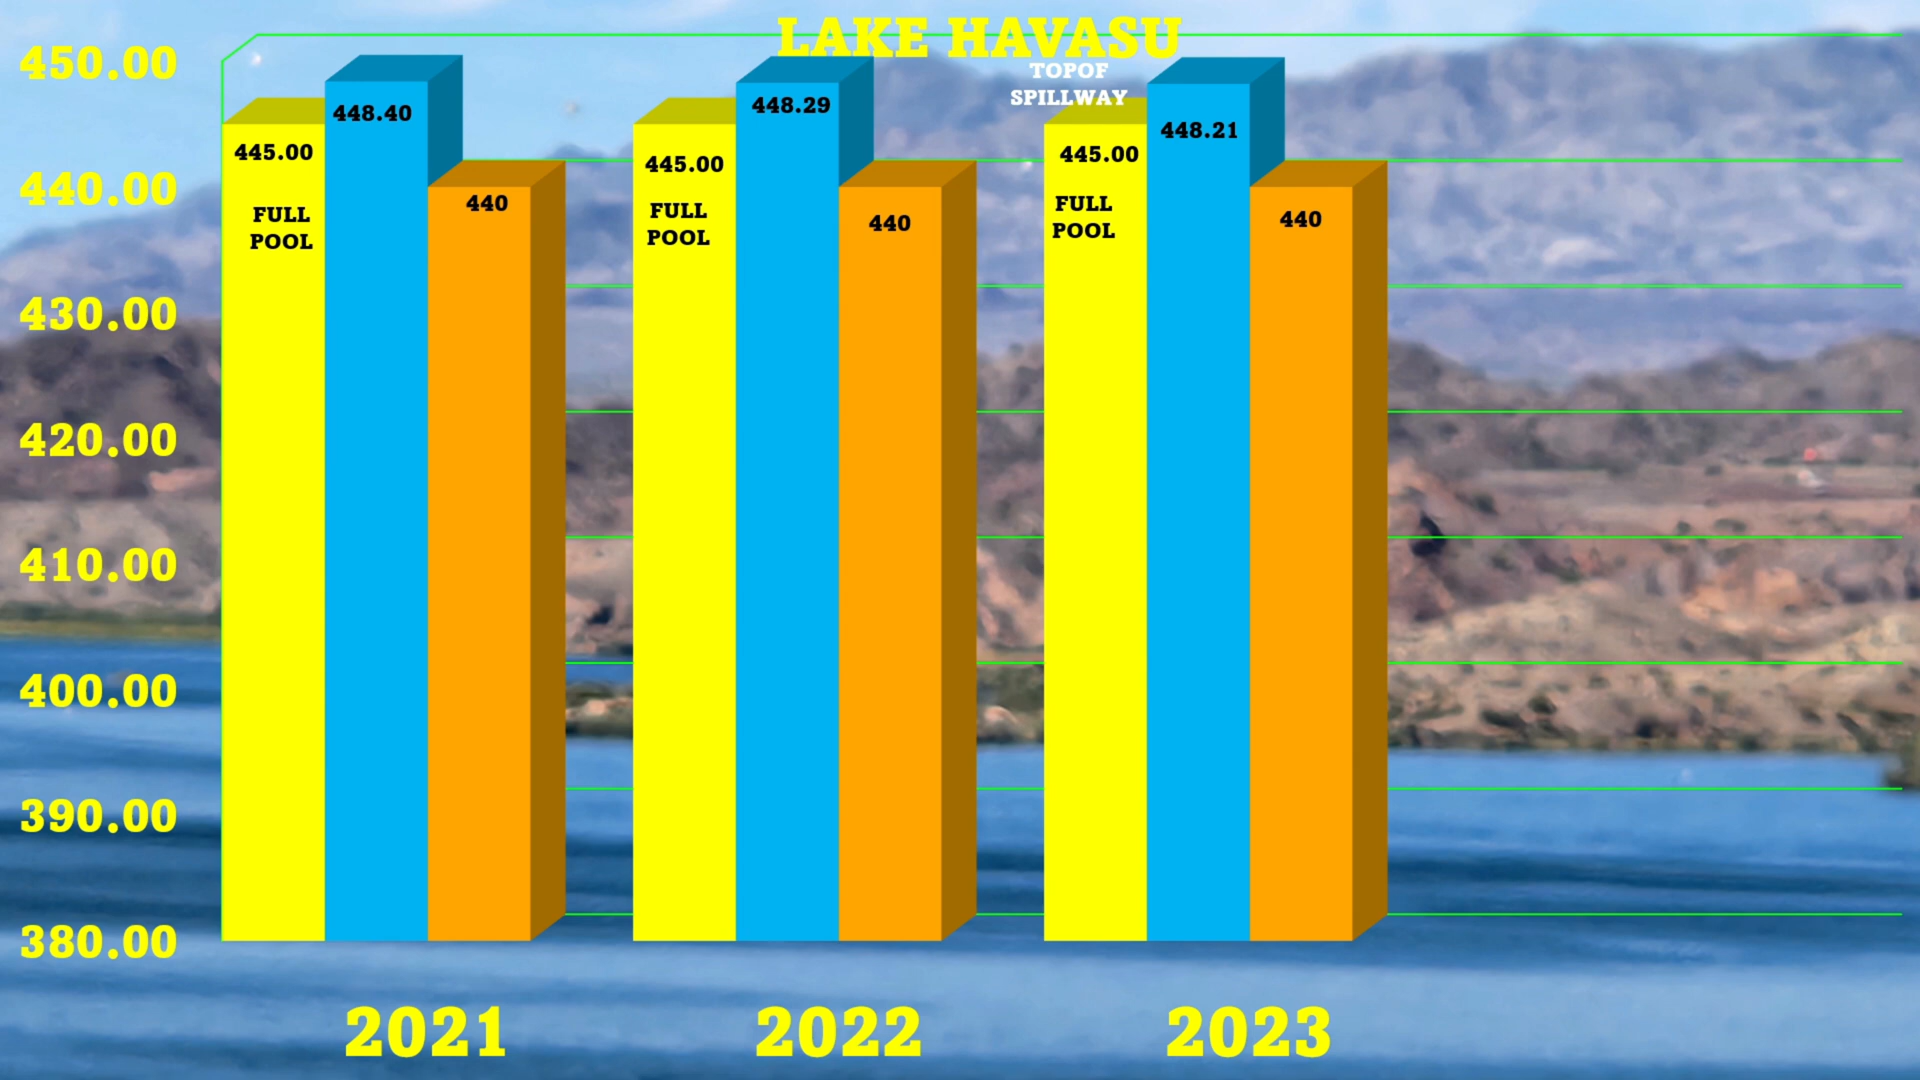 LAKE HAVASU
TOPOF
SPILLWAY
450.00
440.00
430.00
420.00
410.00
400.00
390.00
380.00
445.00
FULL
POOL
448.40
440
445.00
FULL
POOL
448.29
440
445.00
FULL
POOL
448.21
440
2021
2022
2023